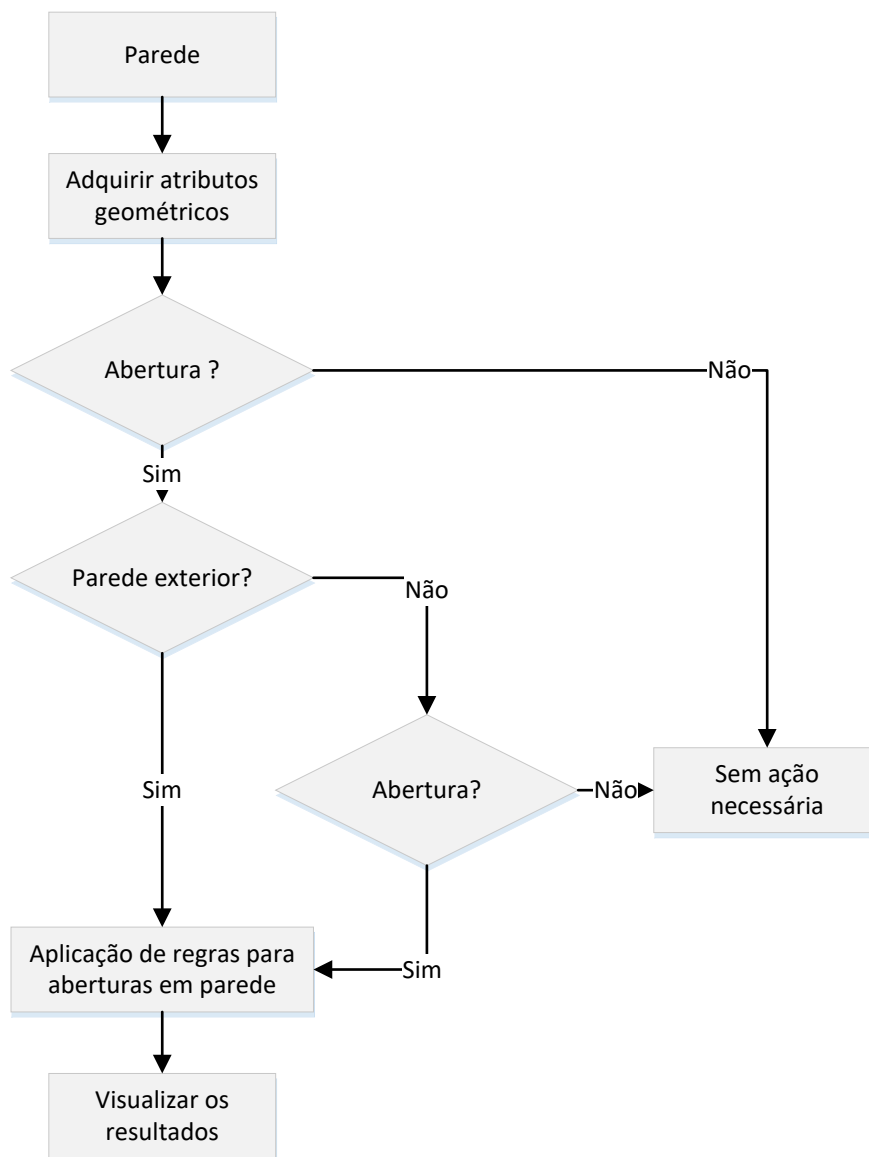 Parede
Adquirir atributos
geométricos
Abertura ?
Não
Sim
Parede exterior?
Não
Sim
Abertura?
Não
Sem ação
necessária
Sim
Aplicação de regras para
aberturas em parede
Visualizar os
resultados